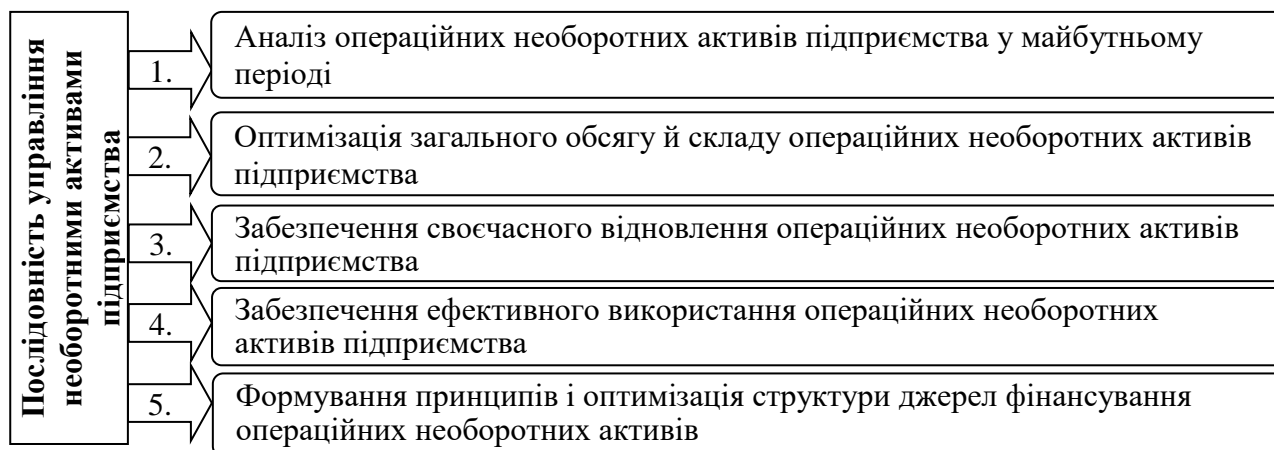 Послідовність управління
необоротними активами
підприємства
1.
Аналіз операційних необоротних активів підприємства у майбутньому
періоді
2.
Оптимізація загального обсягу й складу операційних необоротних активів
підприємства
3.
Забезпечення своєчасного відновлення операційних необоротних активів
підприємства
4.
Забезпечення ефективного використання операційних необоротних
активів підприємства
5.
Формування принципів і оптимізація структури джерел фінансування
операційних необоротних активів